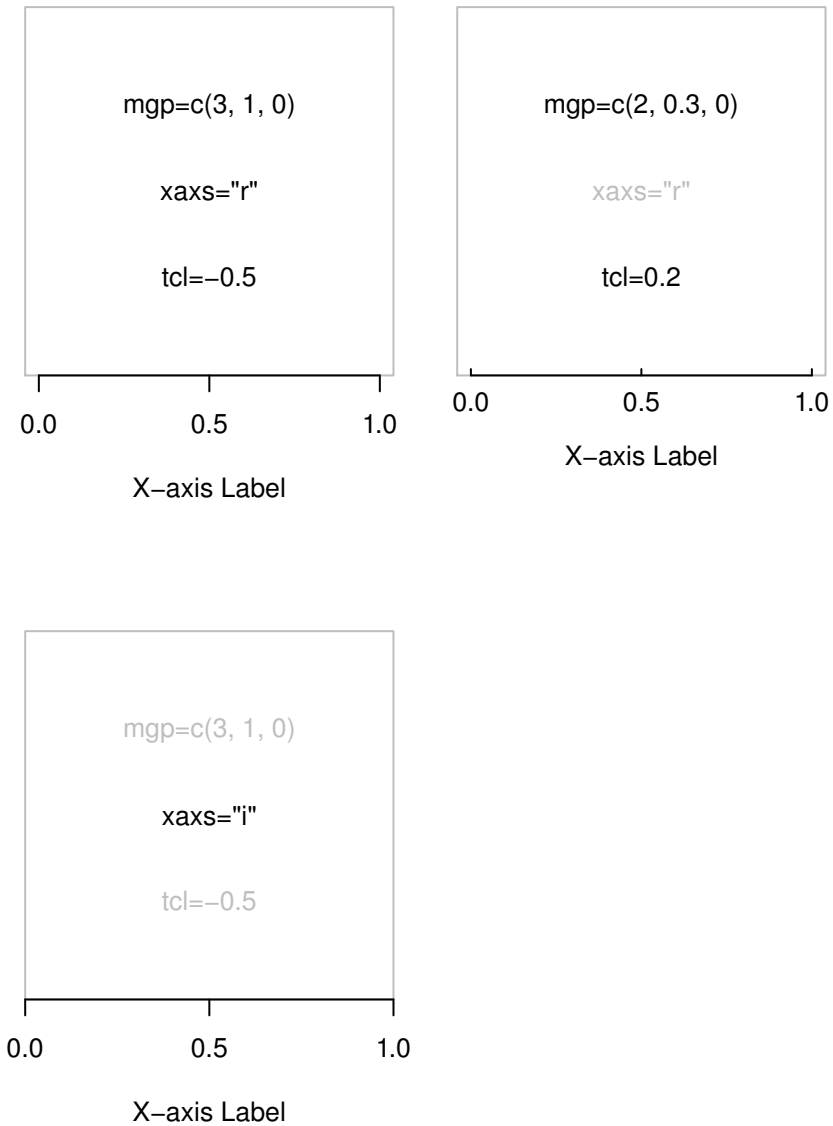 mgp=c(3, 1, 0)
xaxs="r"
tcl=−0.5
0.0 0.5 1.0
X−axis Label
mgp=c(2, 0.3, 0)
xaxs="r"
tcl=0.2
0.0 0.5 1.0
X−axis Label
mgp=c(3, 1, 0)
xaxs="i"
tcl=−0.5
0.0 0.5 1.0
X−axis Label